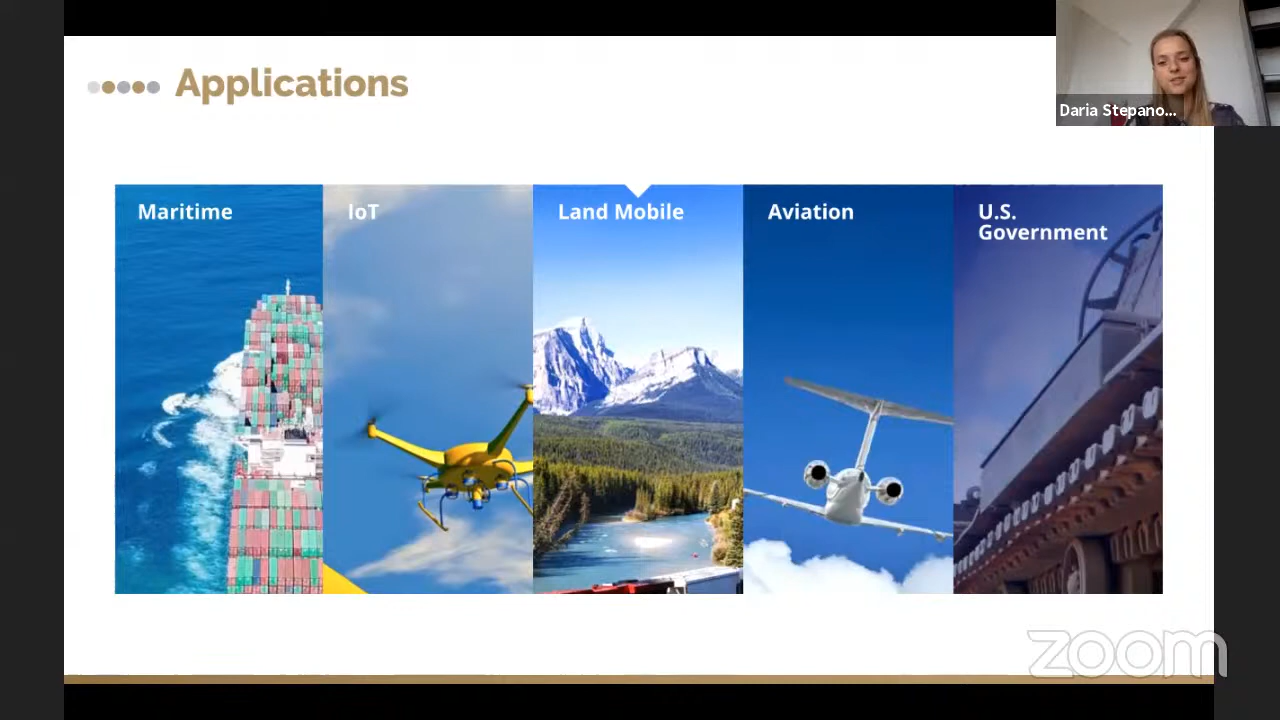 Applications
Daria Stepano...
Maritime
IoT
Land Mobile
Aviation
U.S.
Government
zoom